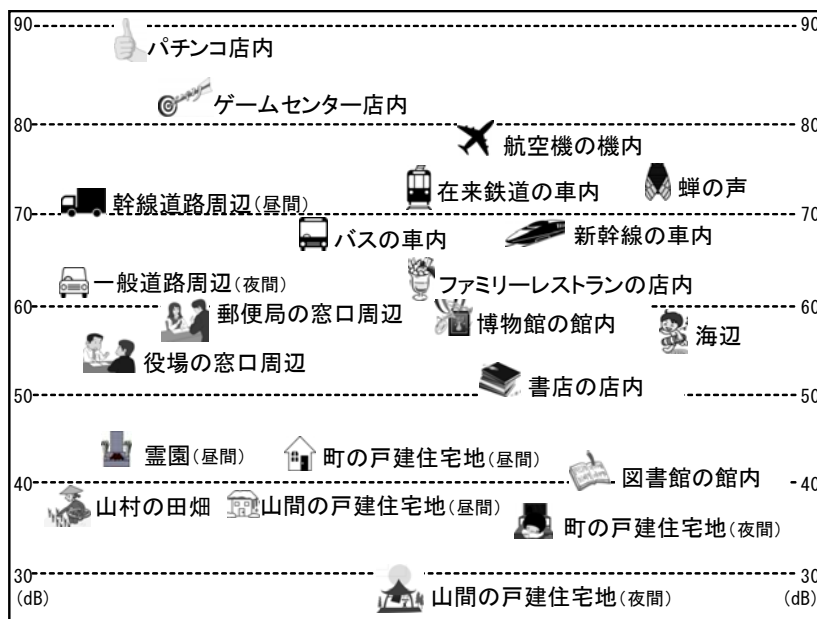 90 90
パチンコ店内
ゲームセンター店内
80 80
航空機の機内
在来鉄道の車内 蝉の声
幹線道路周辺(昼間)
70 70
バスの車内 新幹線の車内
一般道路周辺(夜間) ファミリーレストランの店内
60 60
郵便局の窓口周辺 博物館の館内 海辺
役場の窓口周辺
書店の店内
50 50
霊園(昼間) 町の戸建住宅地(昼間)
図書館の館内
40 40
山村の田畑 山間の戸建住宅地(昼間)
町の戸建住宅地(夜間)
30 30
(dB) 山間の戸建住宅地(夜間) (dB)